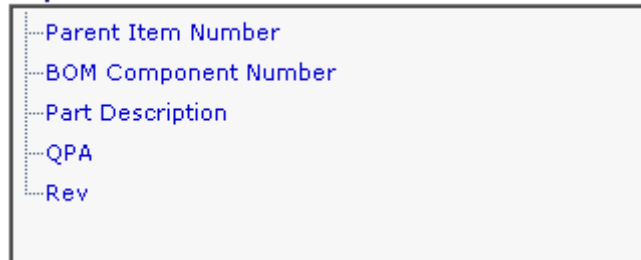 Parent Item Number
BOM Component Number
Part Description
QPA
Rev